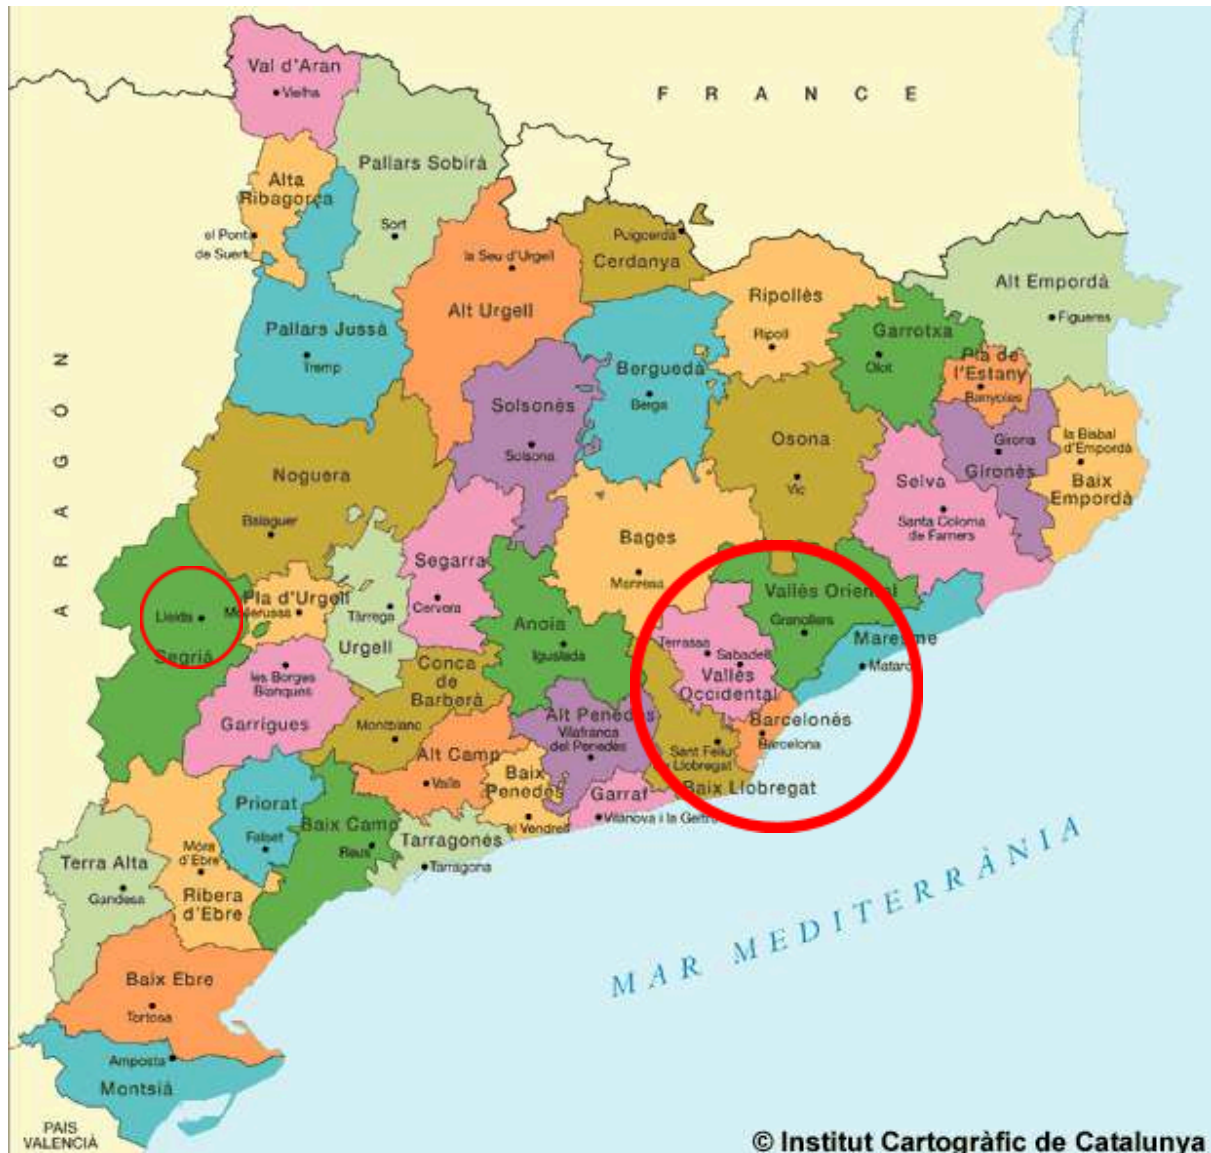 Val d'Aran
Vielha
F R A N C E
Pallars Sobirà
Alta
Ribagorça
Sort
el Pont
de Suert
Puigcerdà
Cerdanya
la Seu d'Urgell
Alt Urgell
Ripollès
Ripoll
Alt Empordà
Figueres
Garrotxa
Olot
Pla de
l'Estany
Banyoles
Pallars Jussà
Tremp
A R A G Ó N
Berguedà
Berga
Solsonès
Solsona
Osona
Vic
Girona
Gironès
la Bisbal
d'Empordà
Baix
Empordà
Selva
Santa Coloma
de Farners
Noguera
Balaguer
Bages
Manresa
Segarra
Cervera
Vallès Oriental
Granollers
Lleida
Segrià
Pla d'Urgell
Mollerussa
Tàrrega
Urgell
Anoia
Igualada
Terrassa
Sabadell
Vallès
Occidental
Maresme
Mataró
les Borges
Blanques
Garrigues
Conca
de
Barberà
Montblanc
Alt Penedès
Vilafranca
del Penedès
Barcelonès
Barcelona
Sant Feliu
Llobregat
Baix Llobregat
Alt Camp
Valls
Baix
Penedès
el Vendrell
Garraf
Vilanova i la Geltrú
Priorat
Falset
Baix Camp
Reus
Tarragonès
Tarragona
Terra Alta
Gandesa
Móra
d'Ebre
Ribera
d'Ebre
MAR MEDITERRÀNIA
Baix Ebre
Tortosa
Amposta
Montsià
PAIS
VALENCIÀ
© Institut Cartogràfic de Catalunya